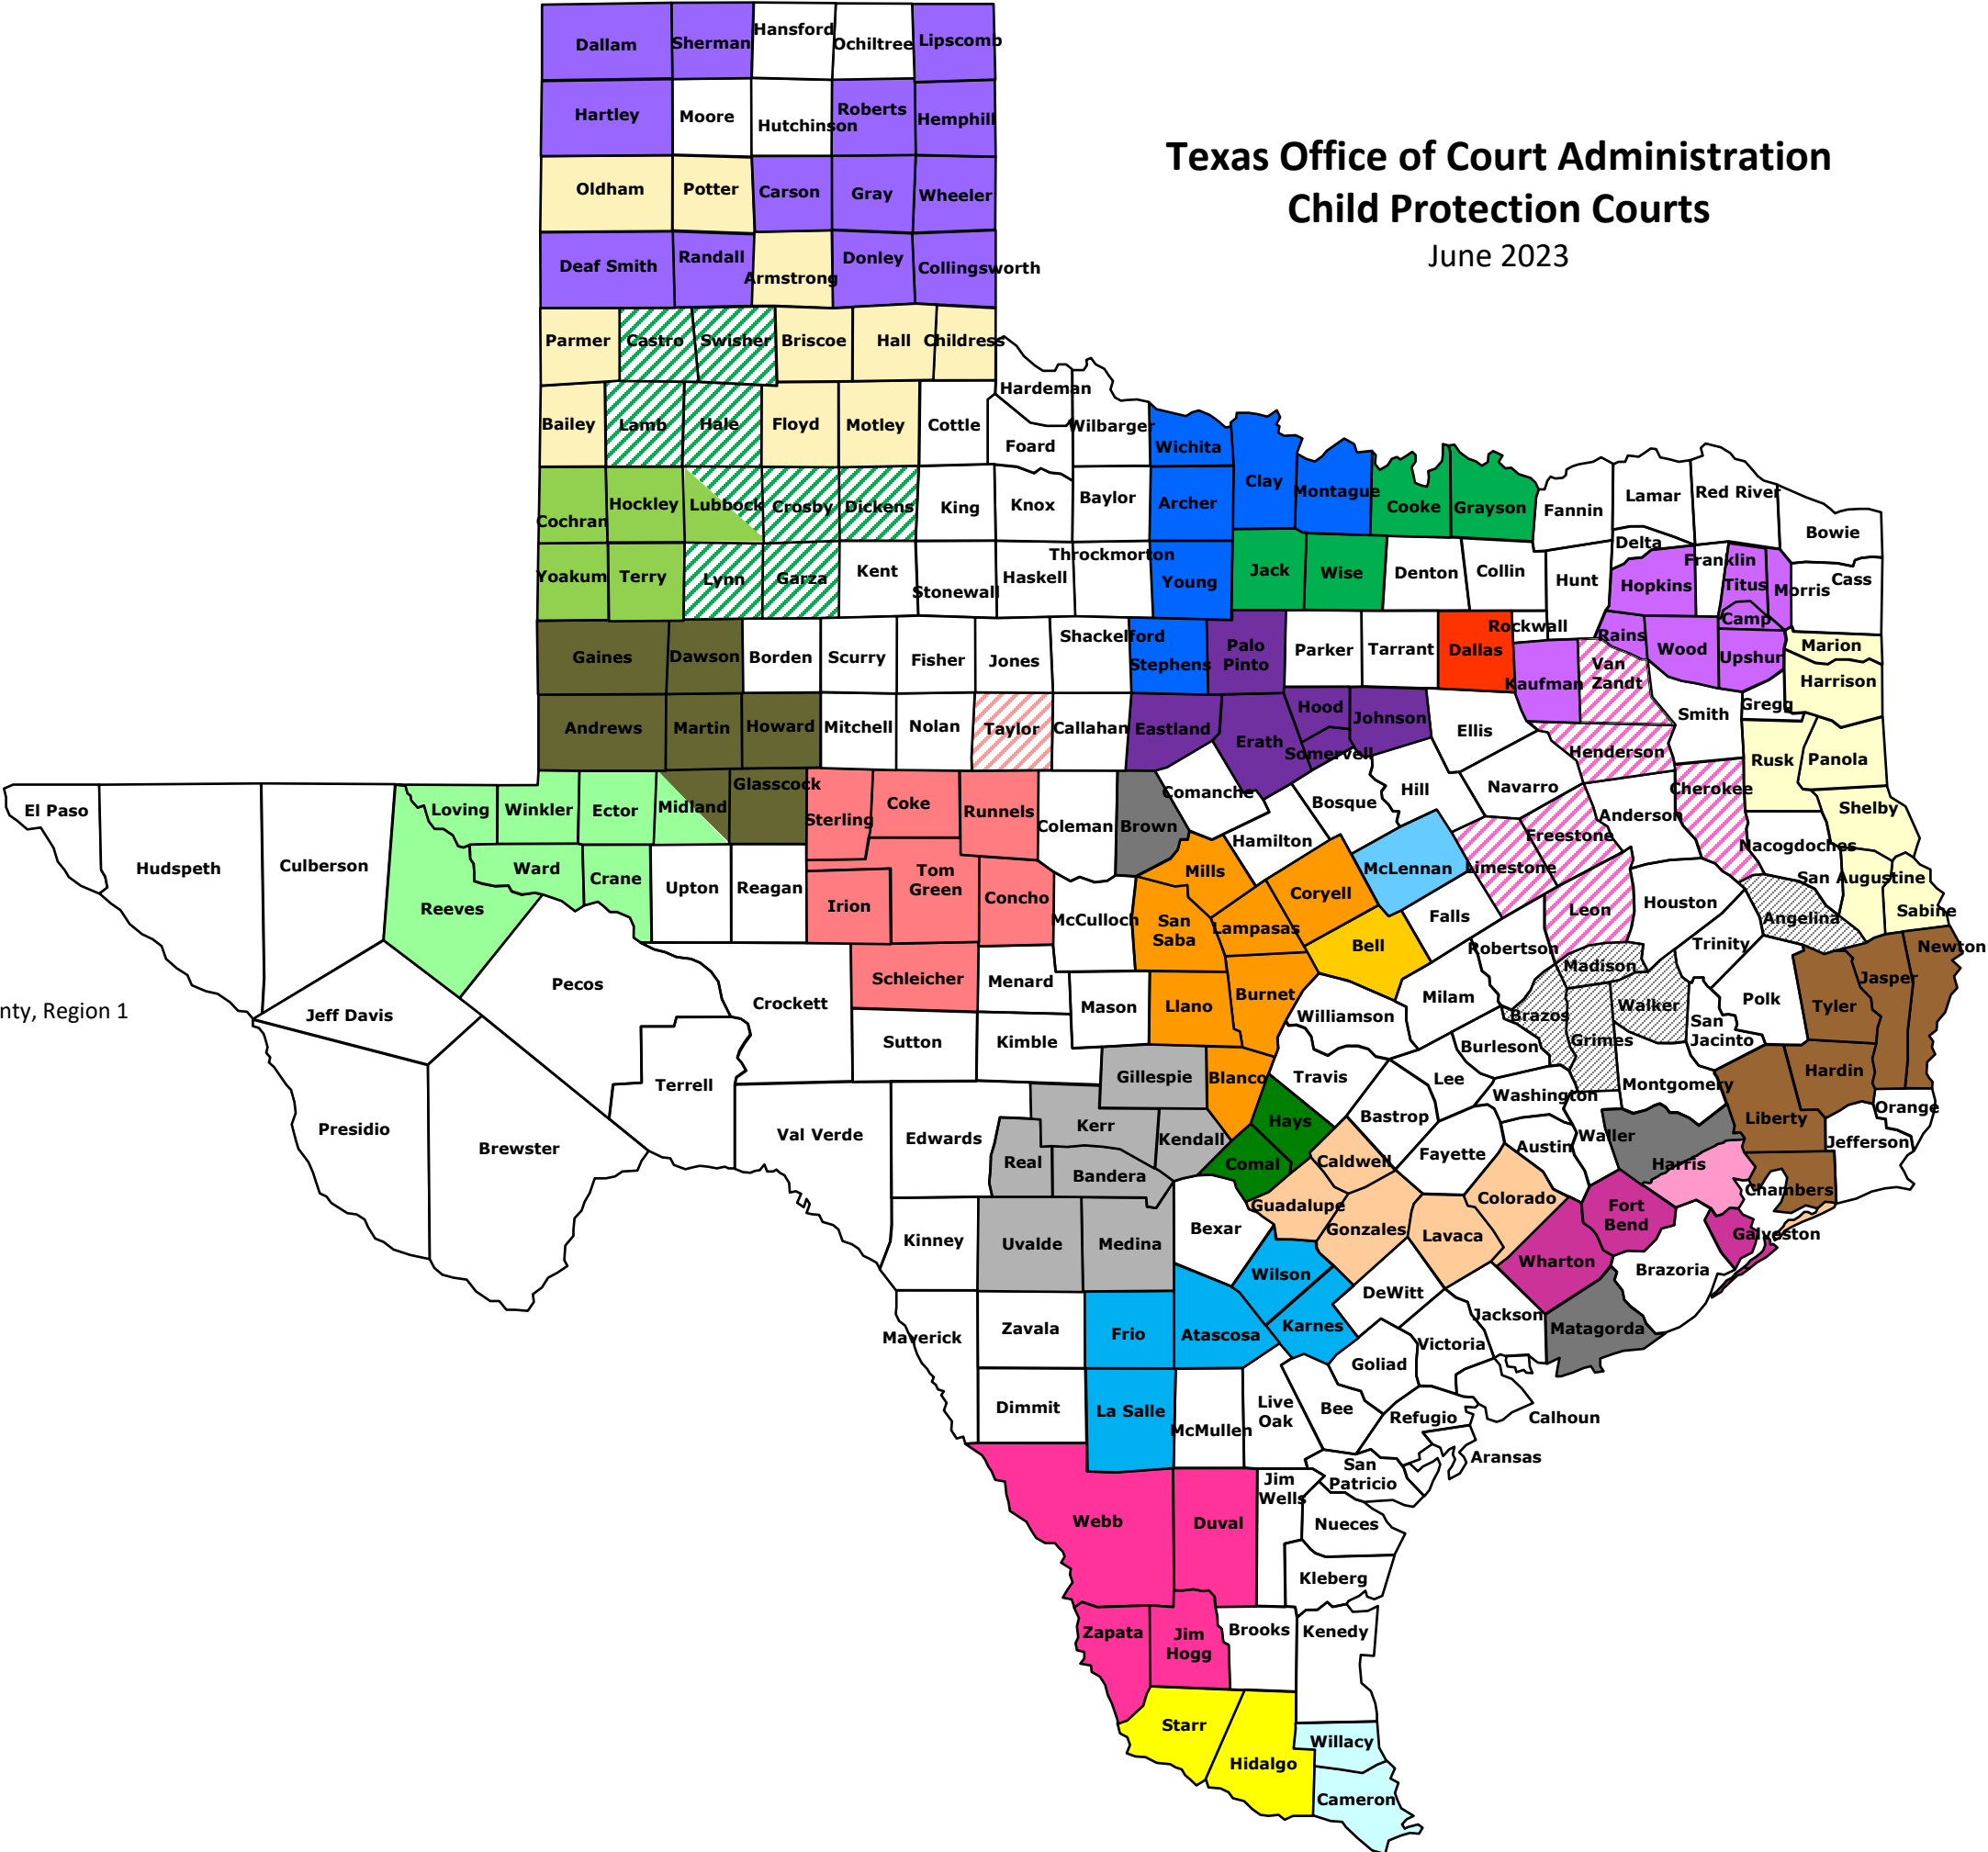 Texas Office of Court Administration
Child Protection Courts
June 2023
Dallam
Sherman
Hansford
Ochiltree
Lipscomb
Hartley
Moore
Hutchinson
Roberts
Hemphill
Oldham
Potter
Carson
Gray
Wheeler
Deaf Smith
Randall
Armstrong
Donley
Collingsworth
Parmer
Castro
Swisher
Briscoe
Hall
Childress
Hardeman
Bailey
Lamb
Hale
Floyd
Motley
Cottle
Foard
Wilbarger
Wichita
Clay
Montague
Cooke
Grayson
Fannin
Lamar
Red River
Bowie
Cochran
Hockley
Lubbock
Crosby
Dickens
King
Knox
Baylor
Archer
Yoakum
Terry
Lynn
Garza
Kent
Stonewall
Haskell
Throckmorton
Young
Jack
Wise
Denton
Collin
Hunt
Delta
Hopkins
Franklin
Titus
Morris
Cass
Camp
Gaines
Dawson
Borden
Scurry
Fisher
Jones
Shackelford
Stephens
Palo
Pinto
Parker
Tarrant
Dallas
Rockwall
Kaufman
Rains
Van
Zandt
Wood
Upshur
Marion
Harrison
Andrews
Martin
Howard
Mitchell
Nolan
Taylor
Callahan
Eastland
Erath
Hood
Somervell
Johnson
Ellis
Henderson
Smith
Gregg
Rusk
Panola
El Paso
Hudspeth
Culberson
Reeves
Loving
Winkler
Ector
Midland
Glasscock
Ward
Crane
Upton
Reagan
Sterling
Coke
Runnels
Coleman
Brown
Comanche
Hamilton
Bosque
Hill
Navarro
Freestone
Anderson
Cherokee
Nacogdoches
Shelby
Irion
Tom
Green
Concho
McCulloch
Mills
San
Saba
Lampasas
Coryell
McLennan
Limestone
Falls
Bell
Leon
Houston
Angelina
San Augustine
Sabine
Trinity
Robertson
Madison
Newton
Jasper
nty, Region 1
Jeff Davis
Pecos
Crockett
Schleicher
Menard
Mason
Llano
Burnet
Williamson
Milam
Brazos
Grimes
Walker
San
Jacinto
Polk
Tyler
Presidio
Brewster
Terrell
Sutton
Kimble
Gillespie
Blanco
Travis
Burleson
Lee
Washington
Montgomery
Liberty
Hardin
Orange
Jefferson
Val Verde
Edwards
Kerr
Real
Bandera
Kendall
Hays
Comal
Caldwell
Bastrop
Fayette
Austin
Waller
Harris
Chambers
Kinney
Uvalde
Medina
Bexar
Guadalupe
Gonzales
Lavaca
Colorado
Fort
Bend
Galveston
Wharton
Brazoria
Maverick
Zavala
Frio
Atascosa
Wilson
Karnes
DeWitt
Jackson
Matagorda
Victoria
Goliad
Dimmit
La Salle
McMullen
Live
Oak
Bee
Refugio
Calhoun
Aransas
San
Patricio
Jim
Wells
Nueces
Webb
Duval
Kleberg
Zapata
Jim
Hogg
Brooks
Kenedy
Starr
Hidalgo
Willacy
Cameron